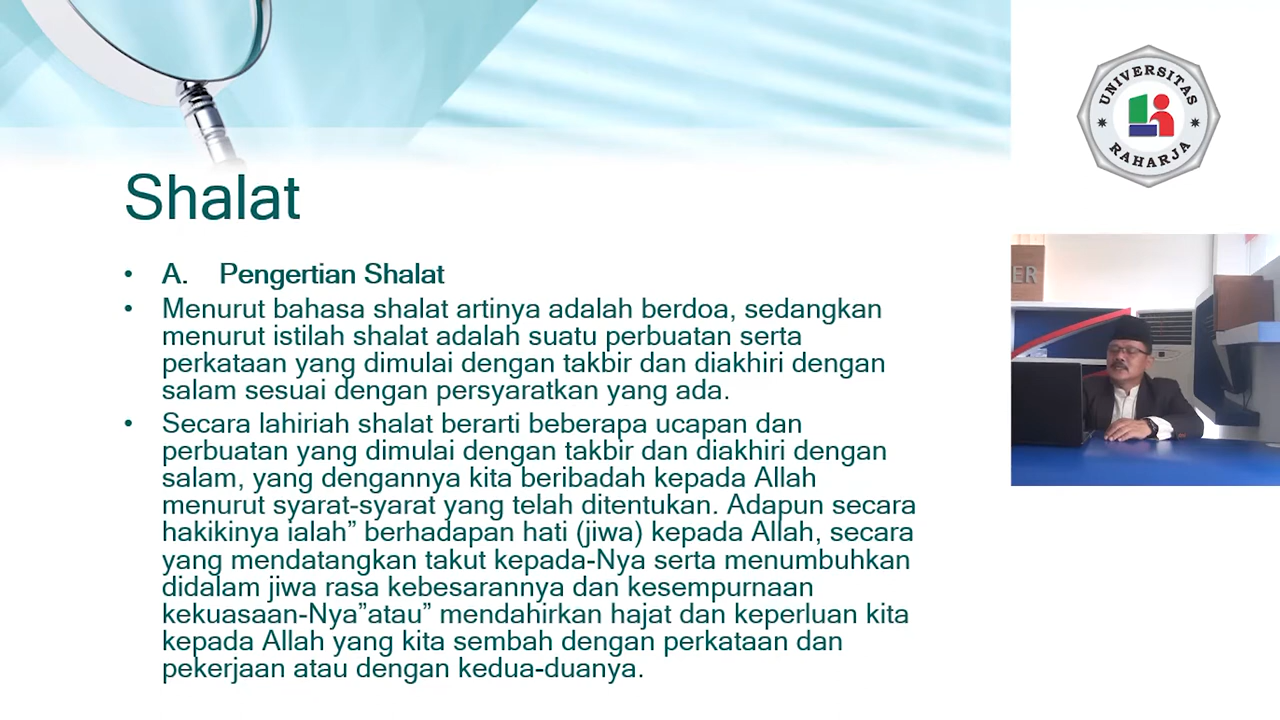 Shalat
• A. Pengertian Shalat
• Menurut bahasa shalat artinya adalah berdoa, sedangkan
menurut istilah shalat adalah suatu perbuatan serta
perkataan yang dimulai dengan takbir dan diakhiri dengan
salam sesuai dengan persyaratkan yang ada.
• Secara lahiriah shalat berarti beberapa ucapan dan
perbuatan yang dimulai dengan takbir dan diakhiri dengan
salam, yang dengannya kita beribadah kepada Allah
menurut syarat-syarat yang telah ditentukan. Adapun secara
hakikinya ialah” berhadapan hati (jiwa) kepada Allah, secara
yang mendatangkan takut kepada-Nya serta menumbuhkan
didalam jiwa rasa kebesarannya dan kesempurnaan
kekuasaan-Nya”atau” mendahirkan hajat dan keperluan kita
kepada Allah yang kita sembah dengan perkataan dan
pekerjaan atau dengan kedua-duanya.
UNIVERSITAS
RAHARJA
ER